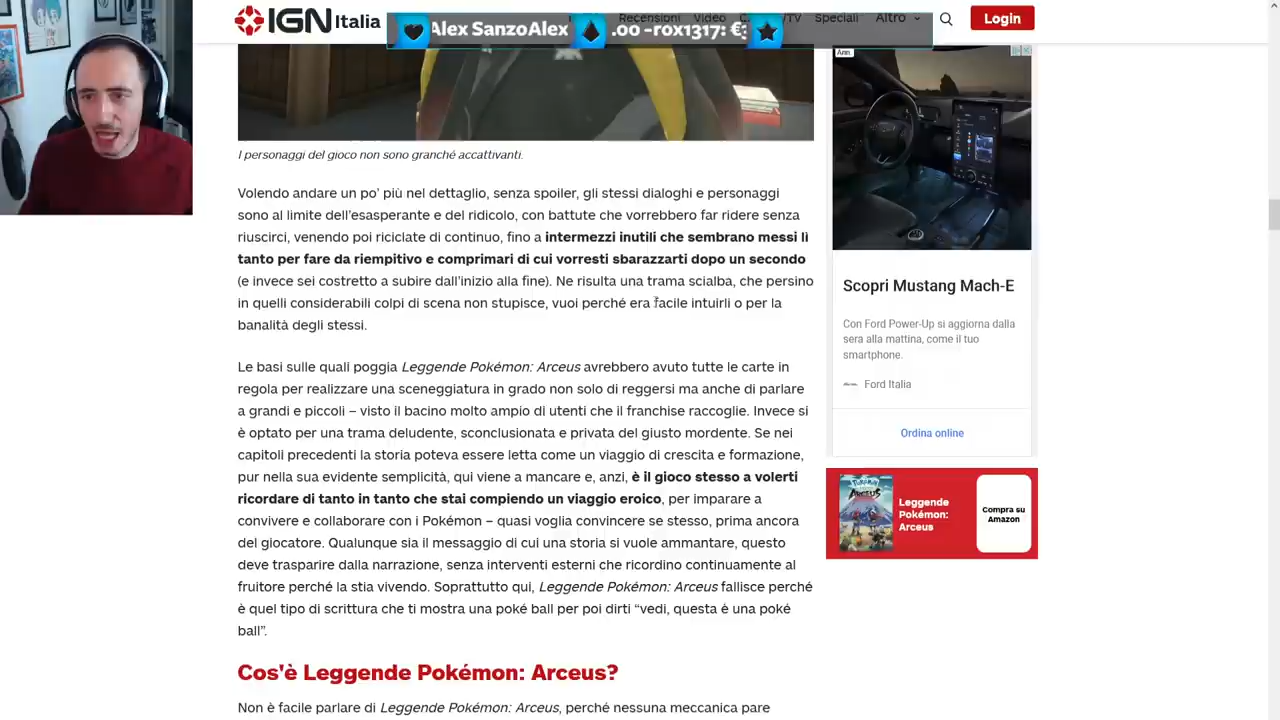 IGN Italia
Recensioni Video
Speciali Altro
Login
Alex SanzoAlex .00 -rox1317: €
I personaggi del gioco non sono granché accattivanti.
Volendo andare un po' più nel dettaglio, senza spoiler, gli stessi dialoghi e personaggi
sono al limite dell'esasperante e del ridicolo, con battute che vorrebbero far ridere senza
riuscirci, venendo poi riciclate di continuo, fino a intermezzi inutili che sembrano messi lì
tanto per fare da riempitivo e comprimari di cui vorresti sbarazzarti dopo un secondo
(e invece sei costretto a subire dall'inizio alla fine). Ne risulta una trama scialba, che persino
in quelli considerabili colpi di scena non stupisce, vuoi perché era facile intuirli o per la
banalità degli stessi.
Le basi sulle quali poggia Leggende Pokémon: Arceus avrebbero avuto tutte le carte in
regola per realizzare una sceneggiatura in grado non solo di reggersi ma anche di parlare
a grandi e piccoli – visto il bacino molto ampio di utenti che il franchise raccoglie. Invece si
è optato per una trama deludente, sconclusionata e privata del giusto mordente. Se nei
capitoli precedenti la storia poteva essere letta come un viaggio di crescita e formazione,
pur nella sua evidente semplicità, qui viene a mancare e, anzi, è il gioco stesso a volerti
ricordare di tanto in tanto che stai compiendo un viaggio eroico, per imparare a
convivere e collaborare con i Pokémon – quasi voglia convincere se stesso, prima ancora
del giocatore. Qualunque sia il messaggio di cui una storia si vuole ammantare, questo
deve trasparire dalla narrazione, senza interventi esterni che ricordino continuamente al
fruitore perché la stia vivendo. Soprattutto qui, Leggende Pokémon: Arceus fallisce perché
è quel tipo di scrittura che ti mostra una poké ball per poi dirti “vedi, questa è una poké
ball”.
Cos'è Leggende Pokémon: Arceus?
Non è facile parlare di Leggende Pokémon: Arceus, perché nessuna meccanica pare
Ann.
Scopri Mustang Mach-E
Con Ford Power-Up si aggiorna dalla
sera alla mattina, come il tuo
smartphone.
Ford Italia
Ordina online
ARCEUS
Leggende
Pokémon:
Arceus
Compra su
Amazon